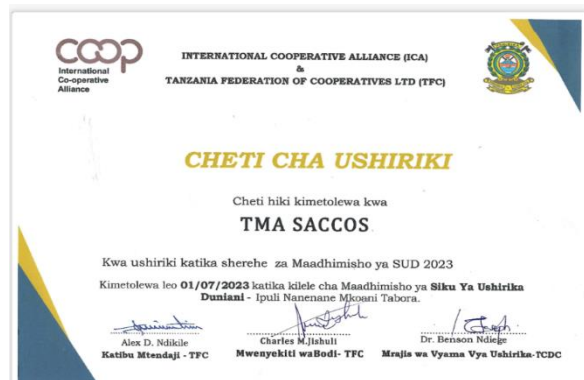 COOP
International
Co-operative
Alliance
INTERNATIONAL COOPERATIVE ALLIANCE (ICA)
&
TANZANIA FEDERATION OF COOPERATIVES LTD (TFC)
CHETI CHA USHIRIKI
Cheti hiki kimetolewa kwa
TMA SACCOS
Kwa ushiriki katika sherehe za Maadhimisho ya SUD 2023
Kimetolewa leo 01/07/2023 katika kilele cha Maadhimisho ya Siku Ya Ushirika
Duniani - Ipuli Nanenane Mkoani Tabora.
Alex D. Ndikile
Katibu Mtendaji - TFC
Charles M.Jishuli
Mwenyekiti waBodi- TFC
Dr. Benson Ndiege
Mrajis wa Vyama Vya Ushirika-TCDC